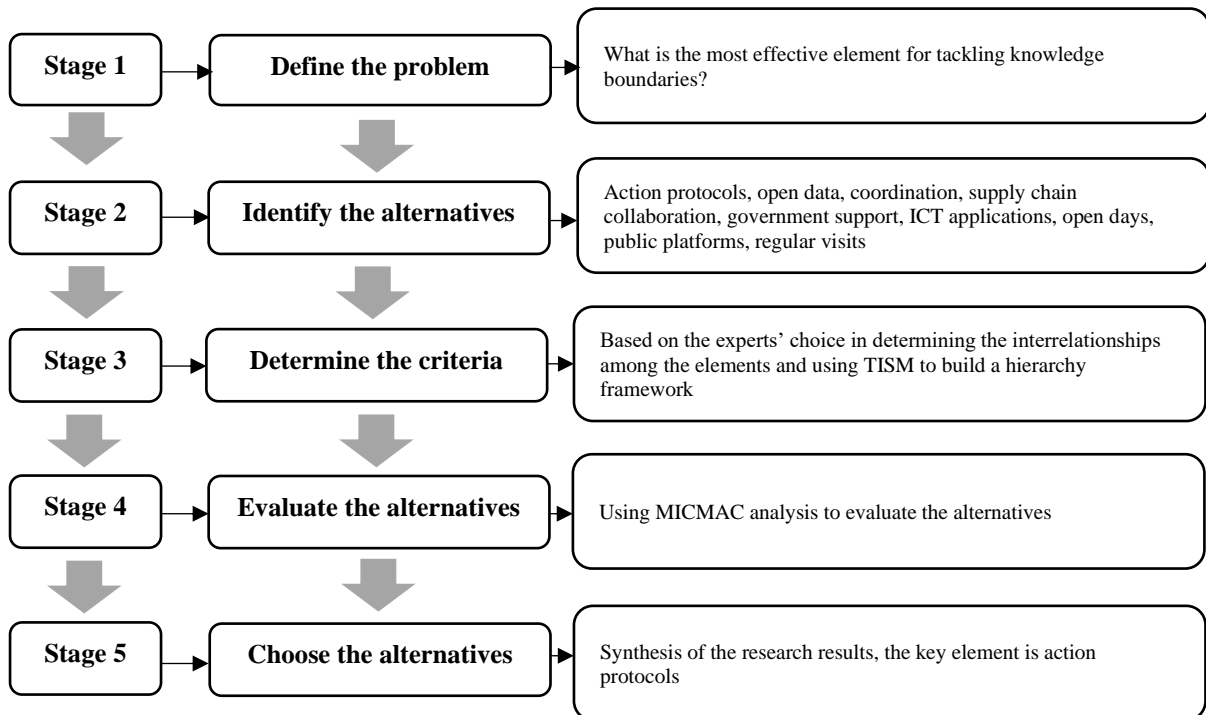 Stage 1
Define the problem
What is the most effective element for tackling knowledge
boundaries?
Stage 2
Identify the alternatives
Action protocols, open data, coordination, supply chain
collaboration, government support, ICT applications, open days,
public platforms, regular visits
Stage 3
Determine the criteria
Based on the experts’ choice in determining the interrelationships
among the elements and using TISM to build a hierarchy
framework
Stage 4
Evaluate the alternatives
Using MICMAC analysis to evaluate the alternatives
Stage 5
Choose the alternatives
Synthesis of the research results, the key element is action
protocols